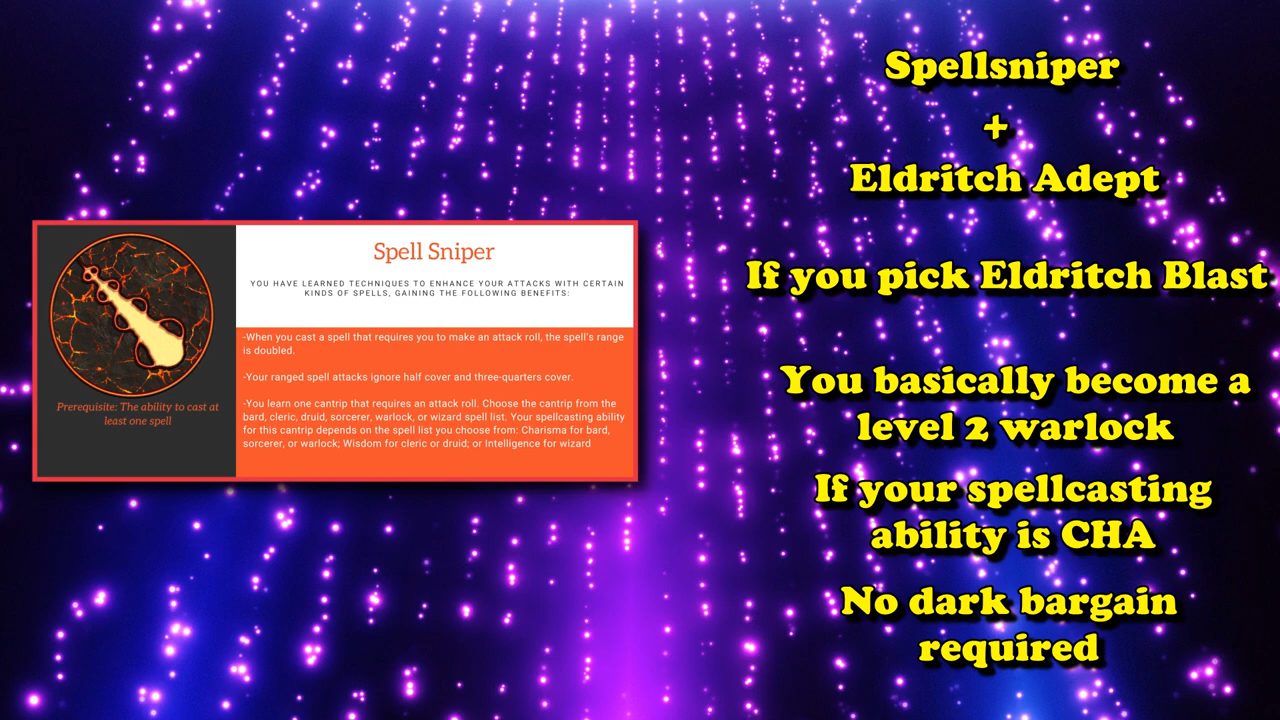 Spell Sniper
YOU HAVE LEARNED TECHNIQUES TO ENHANCE YOUR ATTACKS WITH CERTAIN
KINDS OF SPELLS, GAINING THE FOLLOWING BENEFITS:
-When you cast a spell that requires you to make an attack roll, the spell's range
is doubled.
-Your ranged spell attacks ignore half cover and three-quarters cover.
-You learn one cantrip that requires an attack roll. Choose the cantrip from the
bard, cleric, druid, sorcerer, warlock, or wizard spell list. Your spellcasting ability
for this cantrip depends on the spell list you choose from: Charisma for bard,
sorcerer, or warlock; Wisdom for cleric or druid; or Intelligence for wizard
Prerequisite: The ability to cast at
least one spell
Spellsniper
+
Eldritch Adept
If you pick Eldritch Blast
You basically become a
level 2 warlock
If your spellcasting
ability is CHA
No dark bargain
required